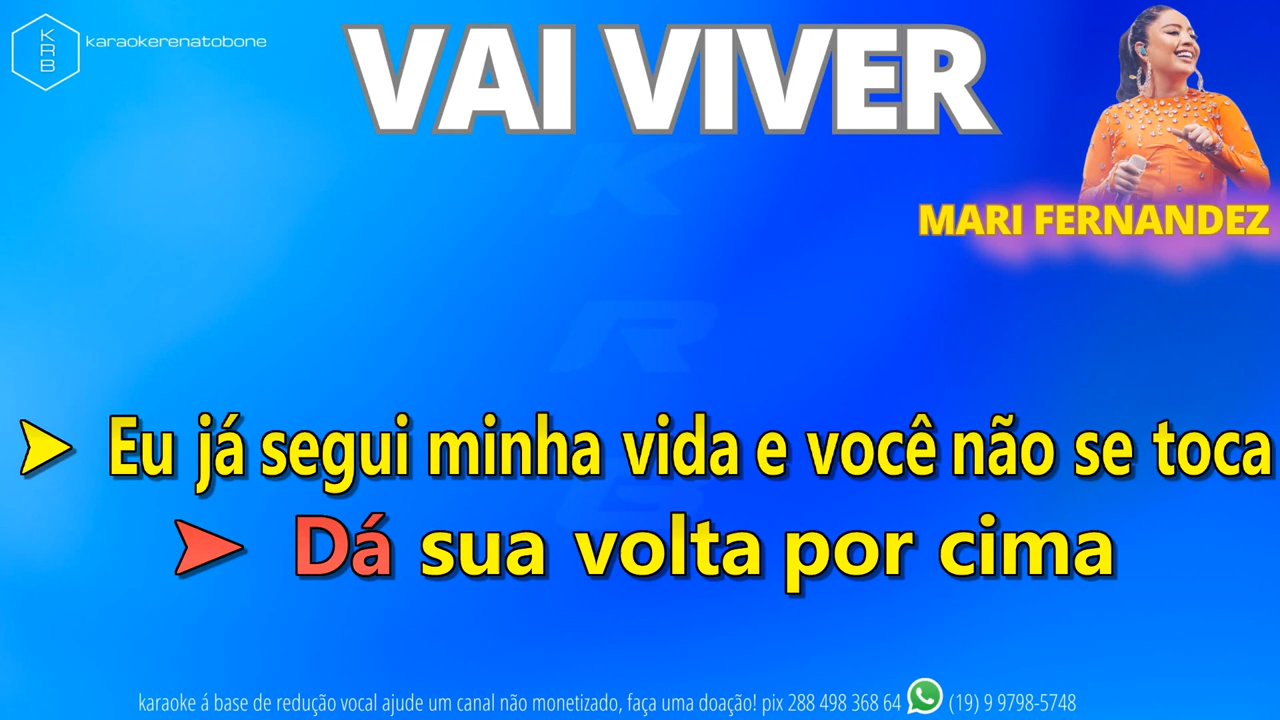 KRB
karaokerenatobone
VAI VIVER
MARI FERNANDEZ
K
R
B
➤ Eu já segui minha vida e você não se toca
➤ Dá sua volta por cima
karaoke á base de redução vocal ajude um canal não monetizado, faça uma doação! pix 288 498 368 64 (19) 9 9798-5748